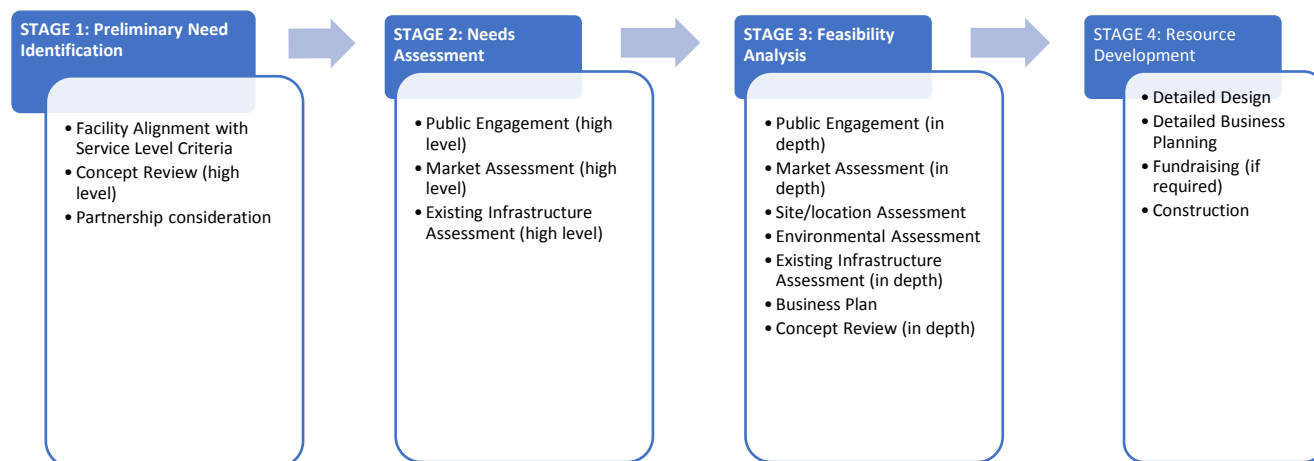 STAGE 1: Preliminary Need
Identification
• Facility Alignment with
Service Level Criteria
• Concept Review (high
level)
• Partnership consideration
STAGE 2: Needs
Assessment
• Public Engagement (high
level)
• Market Assessment (high
level)
• Existing Infrastructure
Assessment (high level)
STAGE 3: Feasibility
Analysis
• Public Engagement (in
depth)
• Market Assessment (in
depth)
• Site/location Assessment
• Environmental Assessment
• Existing Infrastructure
Assessment (in depth)
• Business Plan
• Concept Review (in depth)
STAGE 4: Resource
Development
• Detailed Design
• Detailed Business
Planning
• Fundraising (if
required)
• Construction